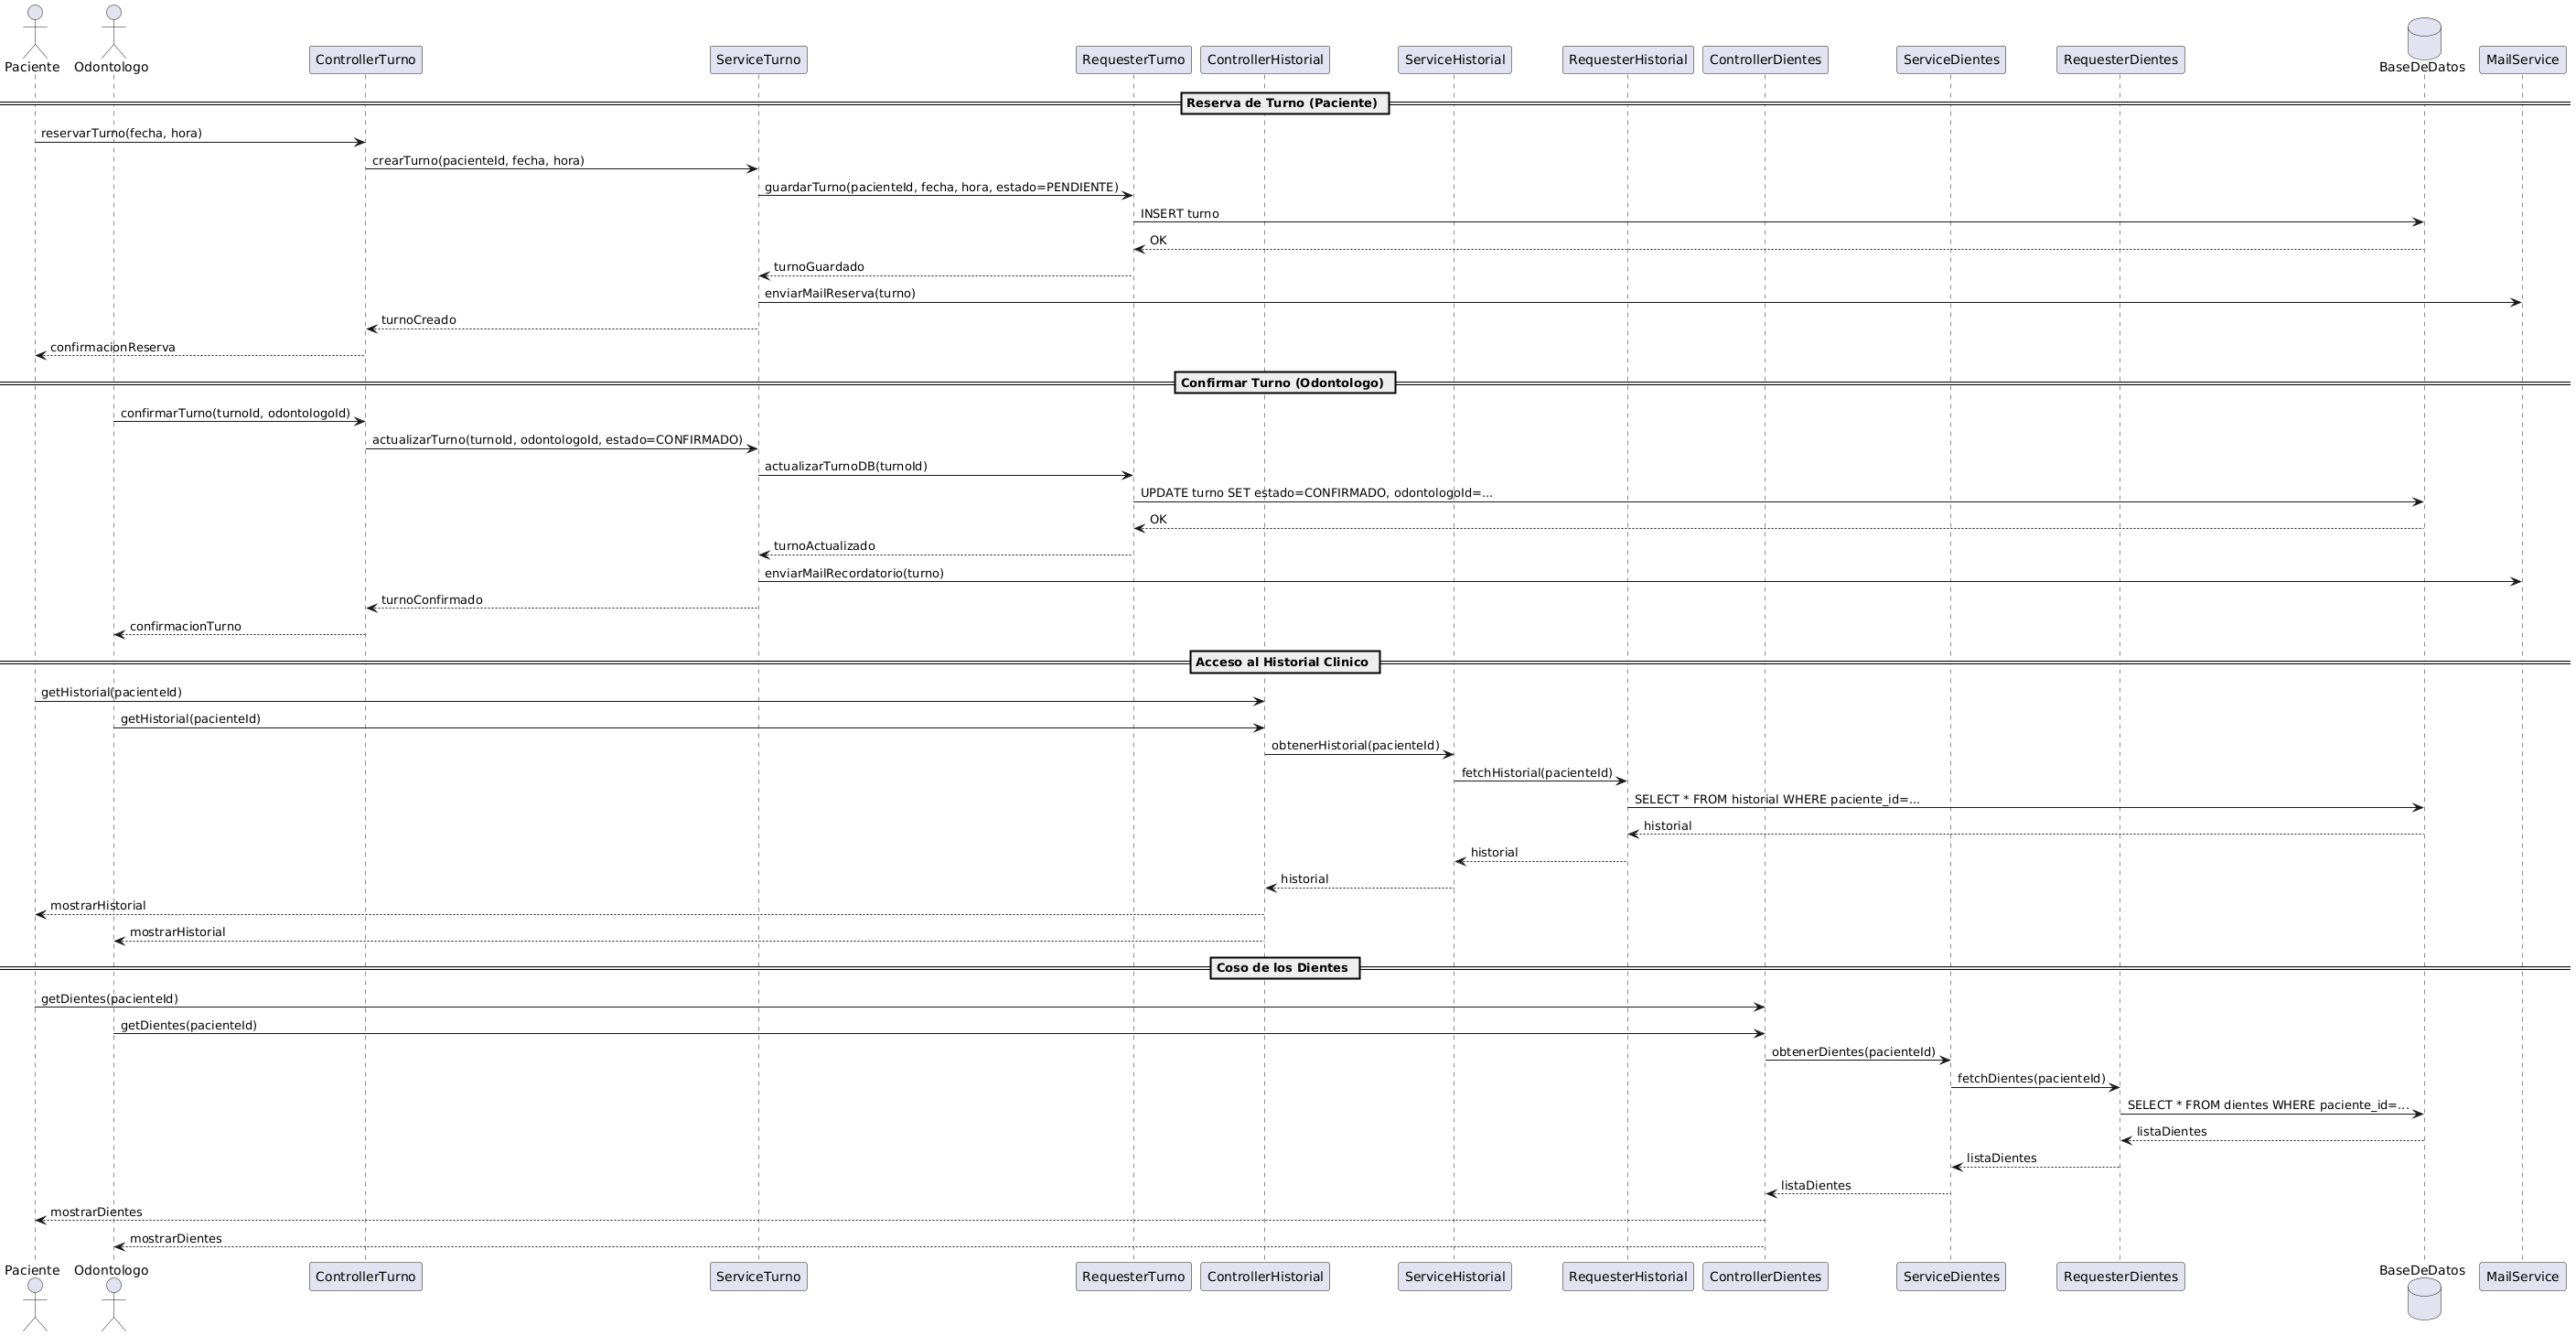 Paciente
Odontologo
ControllerTurno
ServiceTurno
RequesterTurno
ControllerHistorial
ServiceHistorial
RequesterHistorial
ControllerDientes
ServiceDientes
RequesterDientes
BaseDeDatos
MailService
Reserva de Turno (Paciente)
reservarTurno(fecha, hora)
crearTurno(pacienteId, fecha, hora)
guardarTurno(pacienteId, fecha, hora, estado=PENDIENTE)
INSERT turno
OK
turnoGuardado
enviarMailReserva(turno)
turnoCreado
confirmacionReserva
Confirmar Turno (Odontologo)
confirmarTurno(turnoId, odontologoId)
actualizarTurno(turnoId, odontologoId, estado=CONFIRMADO)
actualizarTurnoDB(turnoId)
UPDATE turno SET estado=CONFIRMADO, odontologoId=...
OK
turnoActualizado
enviarMailRecordatorio(turno)
turnoConfirmado
confirmacionTurno
Acceso al Historial Clinico
getHistorial(pacienteId)
getHistorial(pacienteId)
obtenerHistorial(pacienteId)
fetchHistorial(pacienteId)
SELECT * FROM historial WHERE paciente_id=...
historial
historial
historial
mostrarHistorial
mostrarHistorial
Coso de los Dientes
getDientes(pacienteId)
getDientes(pacienteId)
obtenerDientes(pacienteId)
fetchDientes(pacienteId)
SELECT * FROM dientes WHERE paciente_id=...
listaDientes
listaDientes
listaDientes
mostrarDientes
mostrarDientes
Paciente
Odontologo
ControllerTurno
ServiceTurno
RequesterTurno
ControllerHistorial
ServiceHistorial
RequesterHistorial
ControllerDientes
ServiceDientes
RequesterDientes
BaseDeDatos
MailService